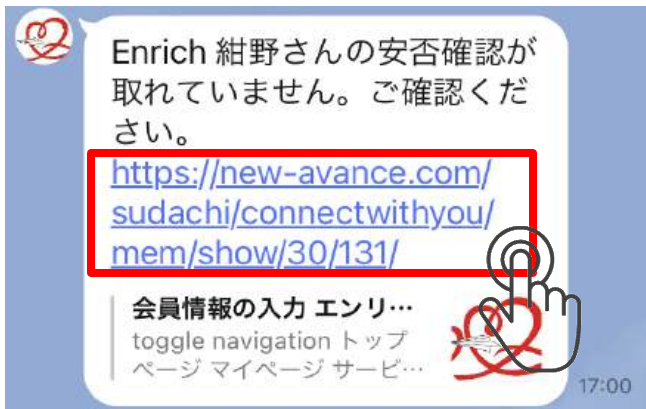 Enrich 紺野さんの安否確認が
取れていません。ご確認くだ
さい。
https://new-avance.com/
sudachi/connectwithyou/
mem/show/30/131/
会員情報の入力 エンリ…
toggle navigation トップ
ページ マイページ サービ…
17:00